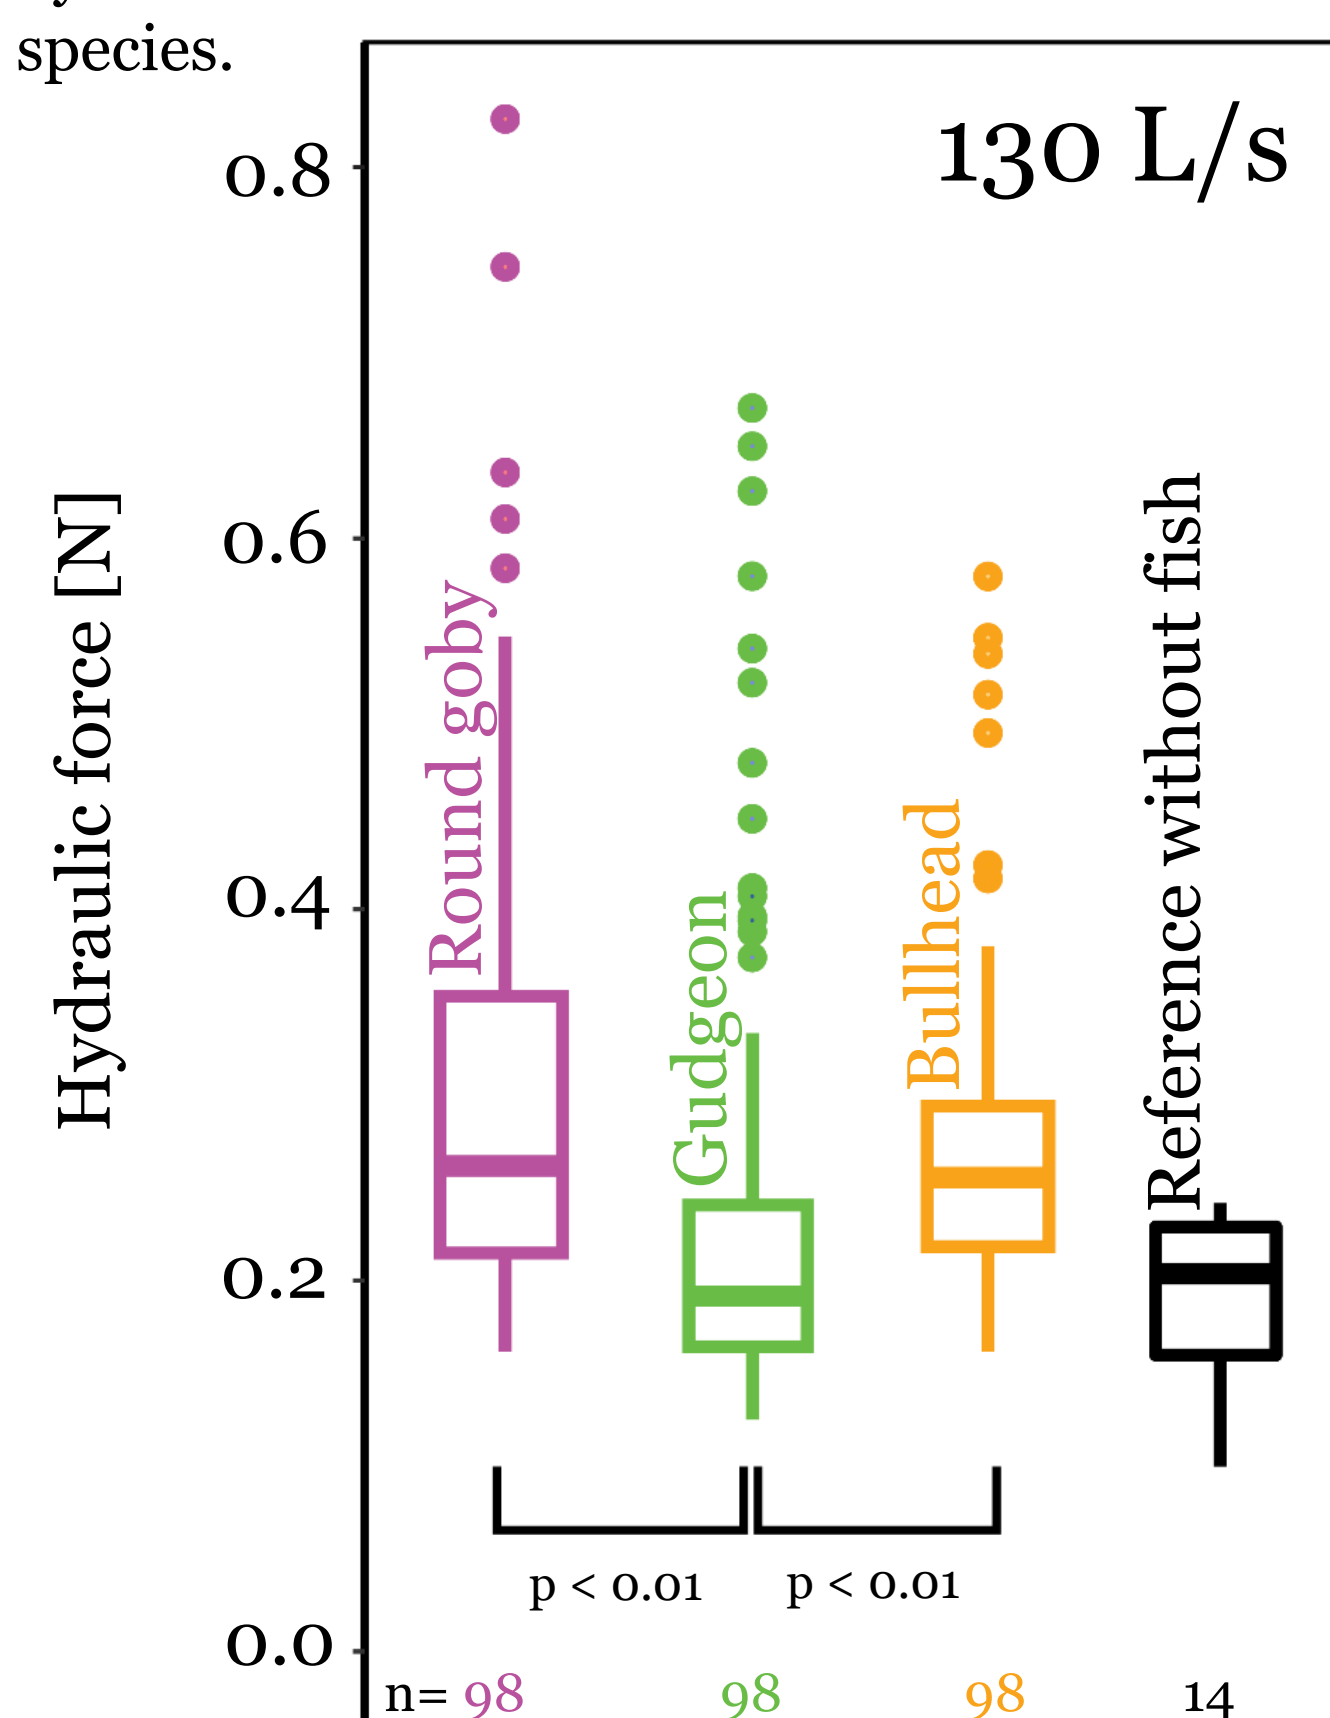 species.
130 L/s
0.8
0.6
0.4
0.2
0.0
Hydraulic force [N]
Round goby
Gudgeon
Bullhead
Reference without fish
p < 0.01
p < 0.01
n= 98 98 98 14